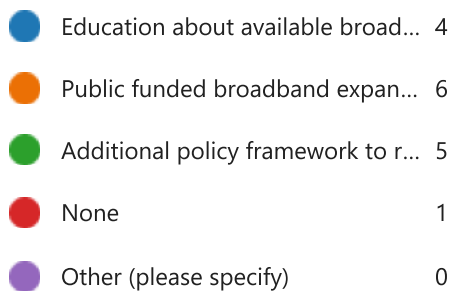 Education about available broad... 4
Public funded broadband expan... 6
Additional policy framework to r... 5
None 1
Other (please specify) 0